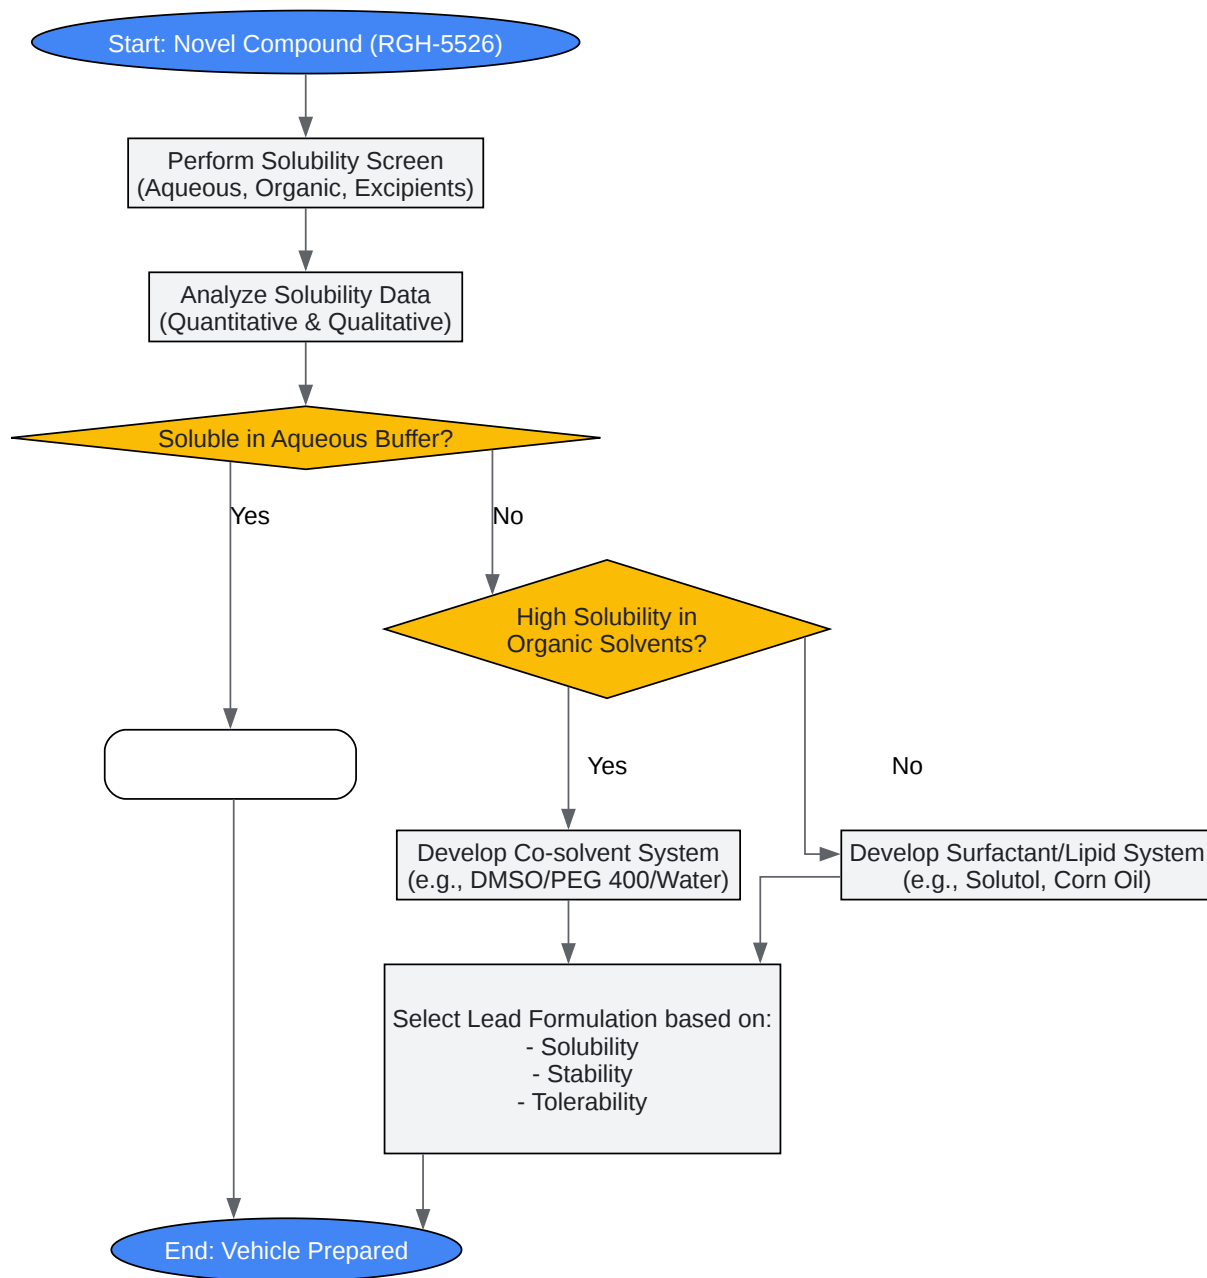 Start: Novel Compound (RGH-5526)
Perform Solubility Screen
(Aqueous, Organic, Excipients)
Analyze Solubility Data
(Quantitative & Qualitative)
Soluble in Aqueous Buffer?
Yes
No
High Solubility in
Organic Solvents?
Yes
No
Develop Co-solvent System
(e.g., DMSO/PEG 400/Water)
Develop Surfactant/Lipid System
(e.g., Solutol, Corn Oil)
Select Lead Formulation based on:
- Solubility
- Stability
- Tolerability
End: Vehicle Prepared